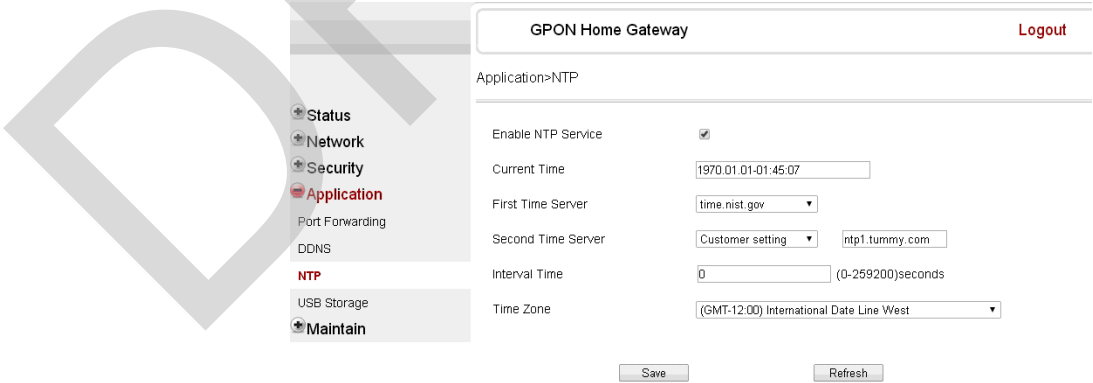 GPON Home Gateway Logout
Application>NTP
Status
Network
Security
Application
Port Forwarding
DDNS
NTP
USB Storage
Maintain
Enable NTP Service
Current Time 1970.01.01-01:45:07
First Time Server time.nist.gov
Second Time Server Customer setting ntp1.tummy.com
Interval Time 0 (0-259200)seconds
Time Zone (GMT-12:00) International Date Line West
Save Refresh